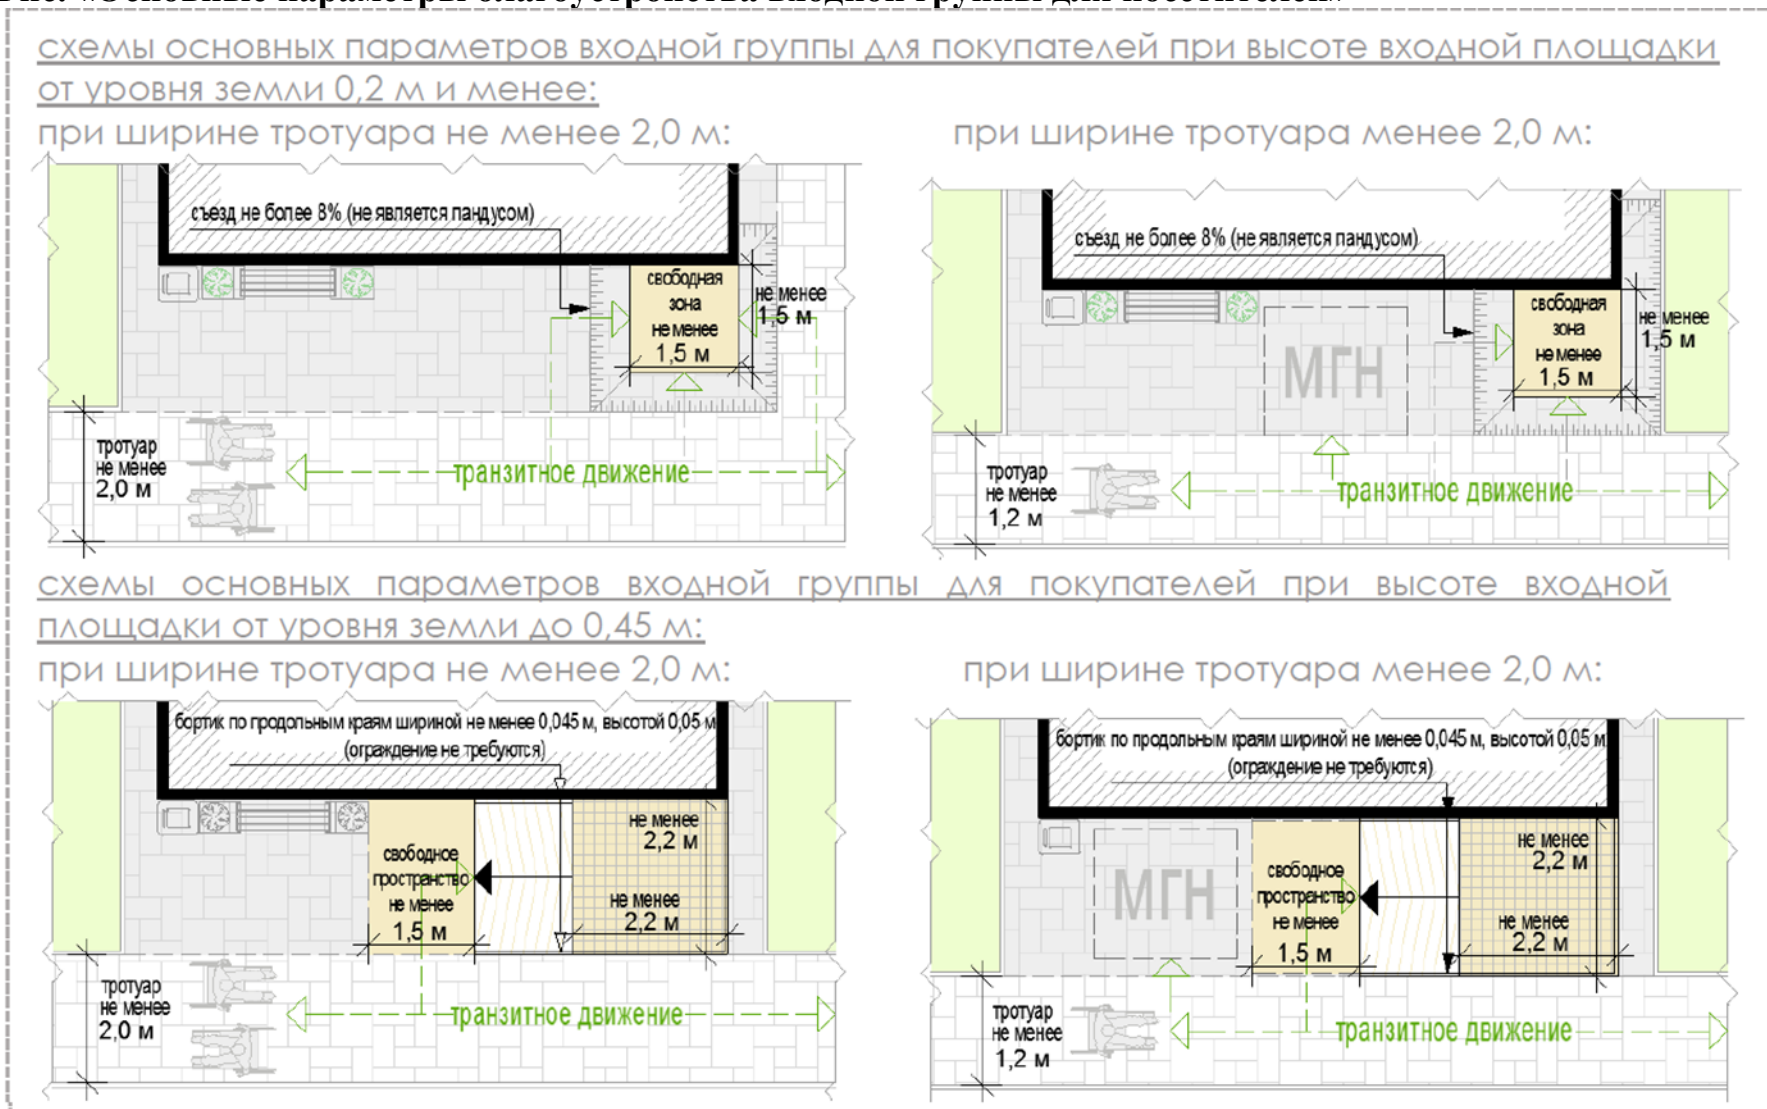 схемы основных параметров входной группы для покупателей при высоте входной площадки
от уровня земли 0,2 м и менее:
при ширине тротуара не менее 2,0 м:
съезд не более 8% (не является пандусом)
свободная
зона
не менее
1,5 м
не менее
1,5 м
тротуар
не менее
2,0 м
транзитное движение
при ширине тротуара менее 2,0 м:
съезд не более 8% (не является пандусом)
МГН
свободная
зона
не менее
1,5 м
не менее
1,5 м
тротуар
не менее
1,2 м
транзитное движение
схемы основных параметров входной группы для покупателей при высоте входной
площадки от уровня земли до 0,45 м:
при ширине тротуара не менее 2,0 м:
бортик по продольным краям шириной не менее 0,045 м, высотой 0,05 м
(ограждение не требуются)
свободное
пространство
не менее
1,5 м
не менее
2,2 м
не менее
2,2 м
тротуар
не менее
2,0 м
транзитное движение
при ширине тротуара менее 2,0 м:
бортик по продольным краям шириной не менее 0,045 м, высотой 0,05 м
(ограждение не требуются)
МГН
свободное
пространство
не менее
1,5 м
не менее
2,2 м
не менее
2,2 м
тротуар
не менее
1,2 м
транзитное движение